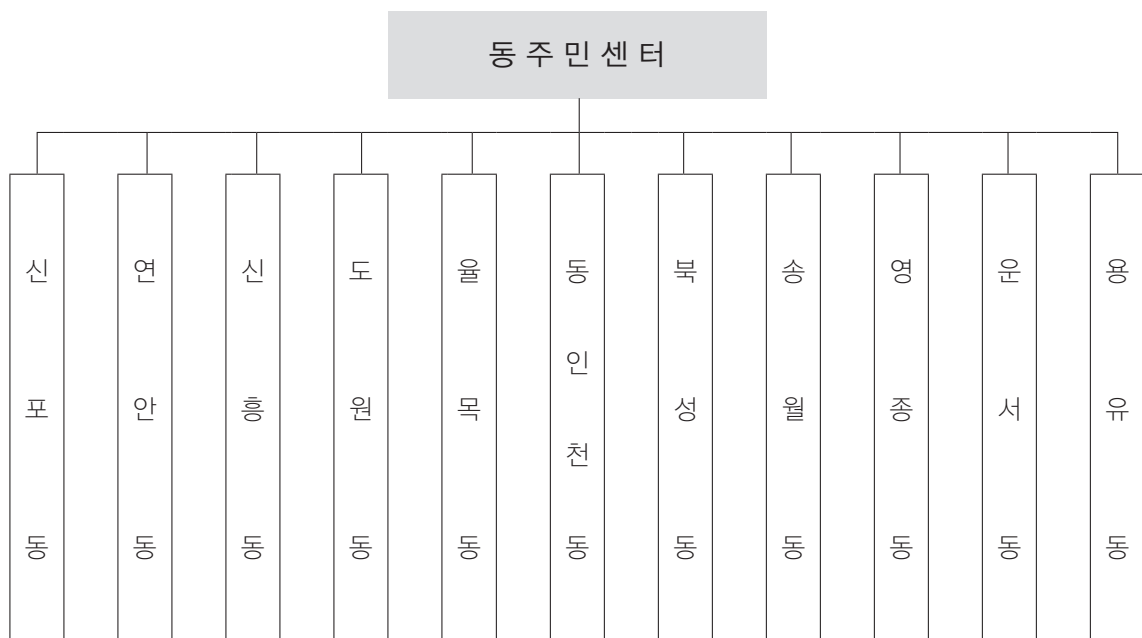 동주민센터
신포동
연안동
신흥동
도원동
율목동
동인천동
북성동
송월동
영종동
운서동
용유동